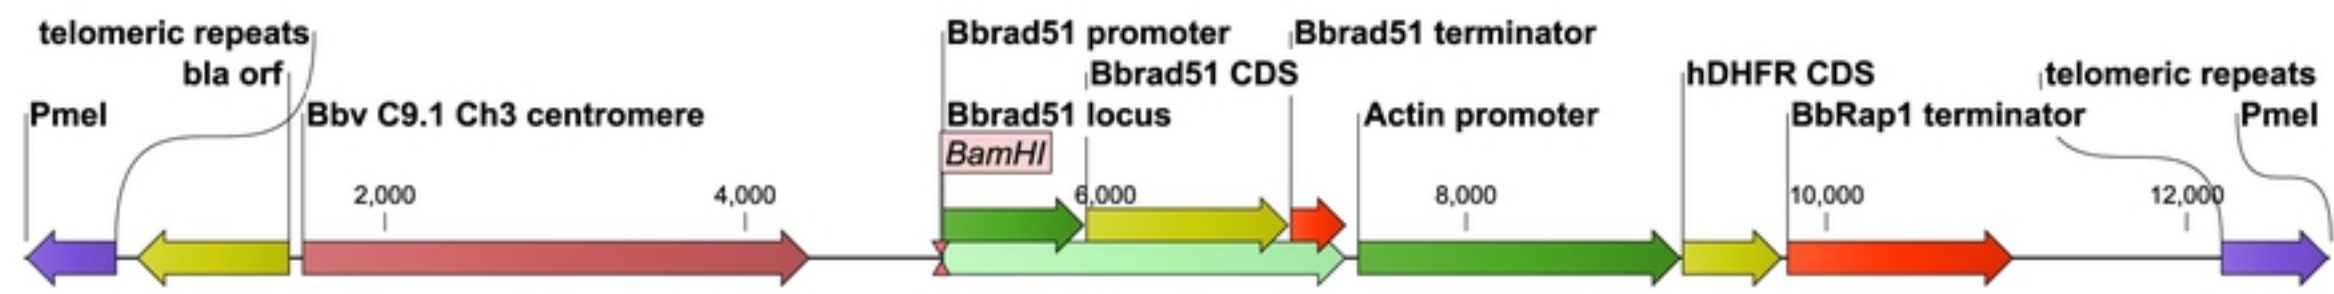 telomeric repeats Bbrad51 promoter Bbrad51 terminator
bla orf Bbrad51 CDS hDHFR CDS telomeric repeats
PmeI Bbv C9.1 Ch3 centromere Bbrad51 locus Actin promoter BbRap1 terminator PmeI
BamHI
2,000 4,000 6,000 8,000 10,000 12,000